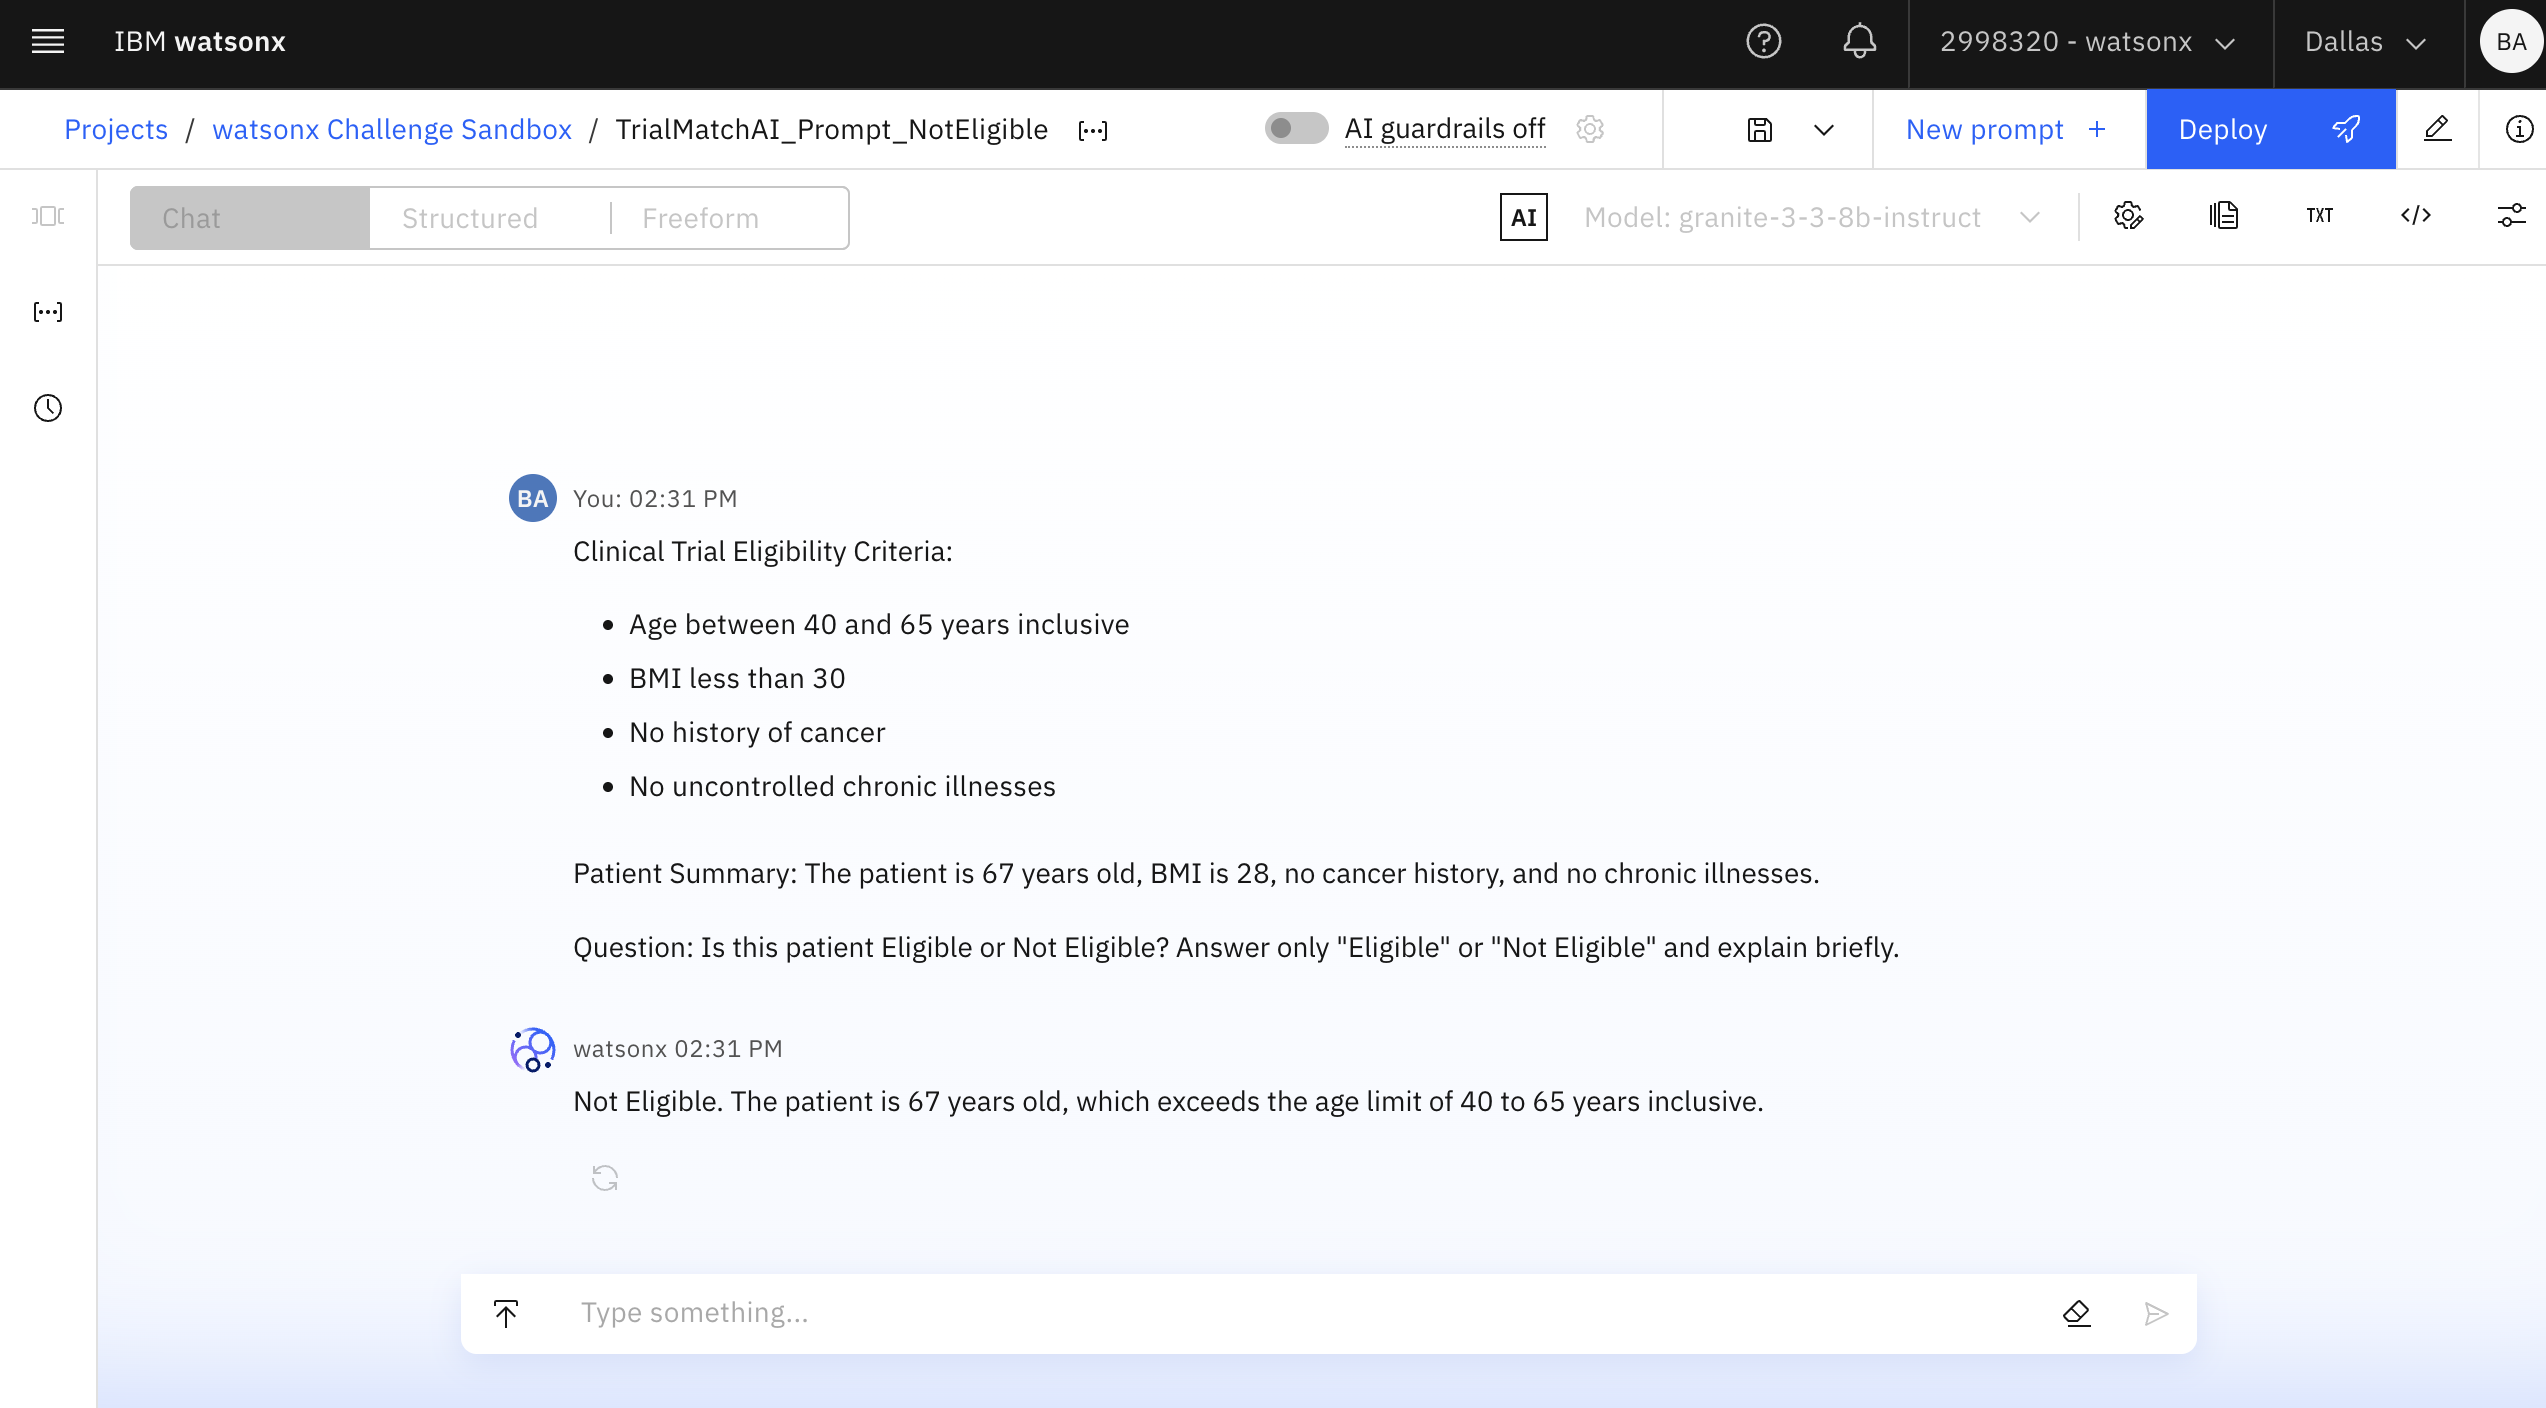 IBM watsonx
2998320 - watsonx
Dallas
BA
Projects / watsonx Challenge Sandbox / TrialMatchAI_Prompt_NotEligible
AI guardrails off
New prompt +
Deploy
Chat
Structured
Freeform
AI
Model: granite-3-3-8b-instruct
TXT
BA
You: 02:31 PM
Clinical Trial Eligibility Criteria:
• Age between 40 and 65 years inclusive
• BMI less than 30
• No history of cancer
• No uncontrolled chronic illnesses
Patient Summary: The patient is 67 years old, BMI is 28, no cancer history, and no chronic illnesses.
Question: Is this patient Eligible or Not Eligible? Answer only "Eligible" or "Not Eligible" and explain briefly.
watsonx 02:31 PM
Not Eligible. The patient is 67 years old, which exceeds the age limit of 40 to 65 years inclusive.
Type something...